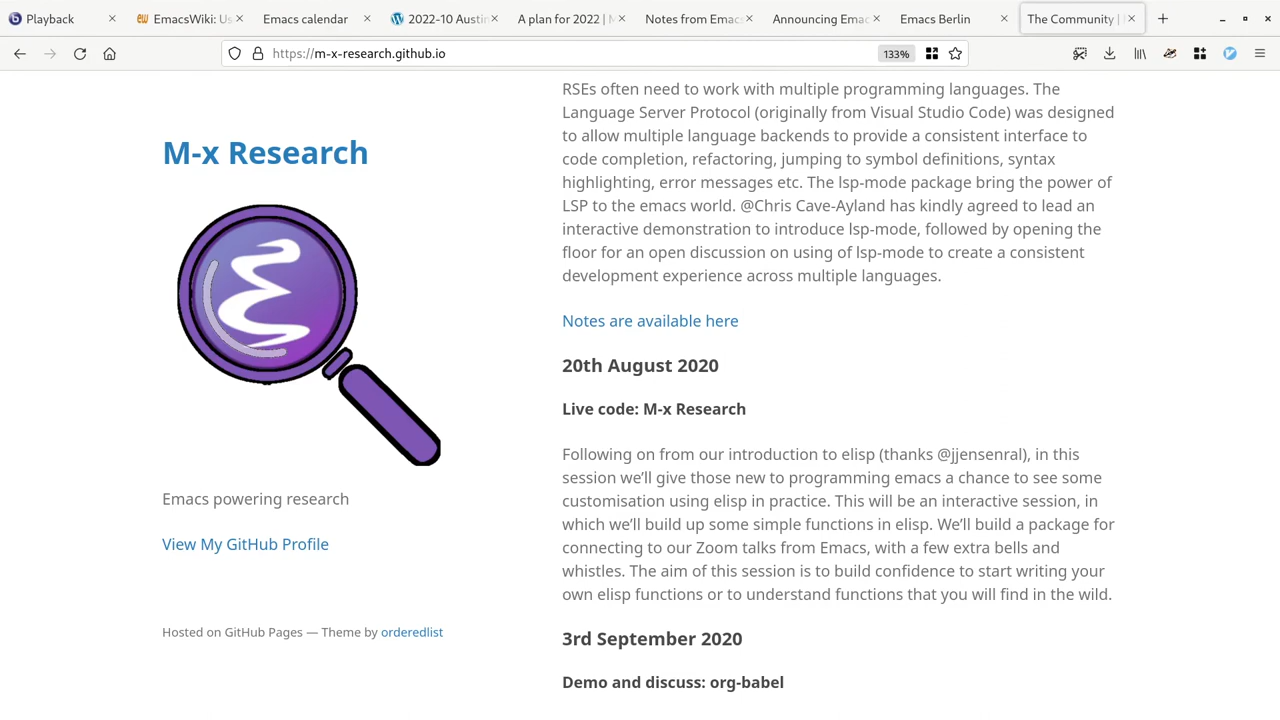 Playback
EmacsWiki: Us
Emacs calendar
2022-10 Austin
A plan for 2022 | M
Notes from Emac
Announcing Emac
Emacs Berlin
The Community |
https://m-x-research.github.io
133%
M-x Research
Emacs powering research
View My GitHub Profile
Hosted on GitHub Pages — Theme by orderedlist
RSEs often need to work with multiple programming languages. The
Language Server Protocol (originally from Visual Studio Code) was designed
to allow multiple language backends to provide a consistent interface to
code completion, refactoring, jumping to symbol definitions, syntax
highlighting, error messages etc. The lsp-mode package bring the power of
LSP to the emacs world. @Chris Cave-Ayland has kindly agreed to lead an
interactive demonstration to introduce lsp-mode, followed by opening the
floor for an open discussion on using of lsp-mode to create a consistent
development experience across multiple languages.
Notes are available here
20th August 2020
Live code: M-x Research
Following on from our introduction to elisp (thanks @jjensenral), in this
session we’ll give those new to programming emacs a chance to see some
customisation using elisp in practice. This will be an interactive session, in
which we’ll build up some simple functions in elisp. We’ll build a package for
connecting to our Zoom talks from Emacs, with a few extra bells and
whistles. The aim of this session is to build confidence to start writing your
own elisp functions or to understand functions that you will find in the wild.
3rd September 2020
Demo and discuss: org-babel